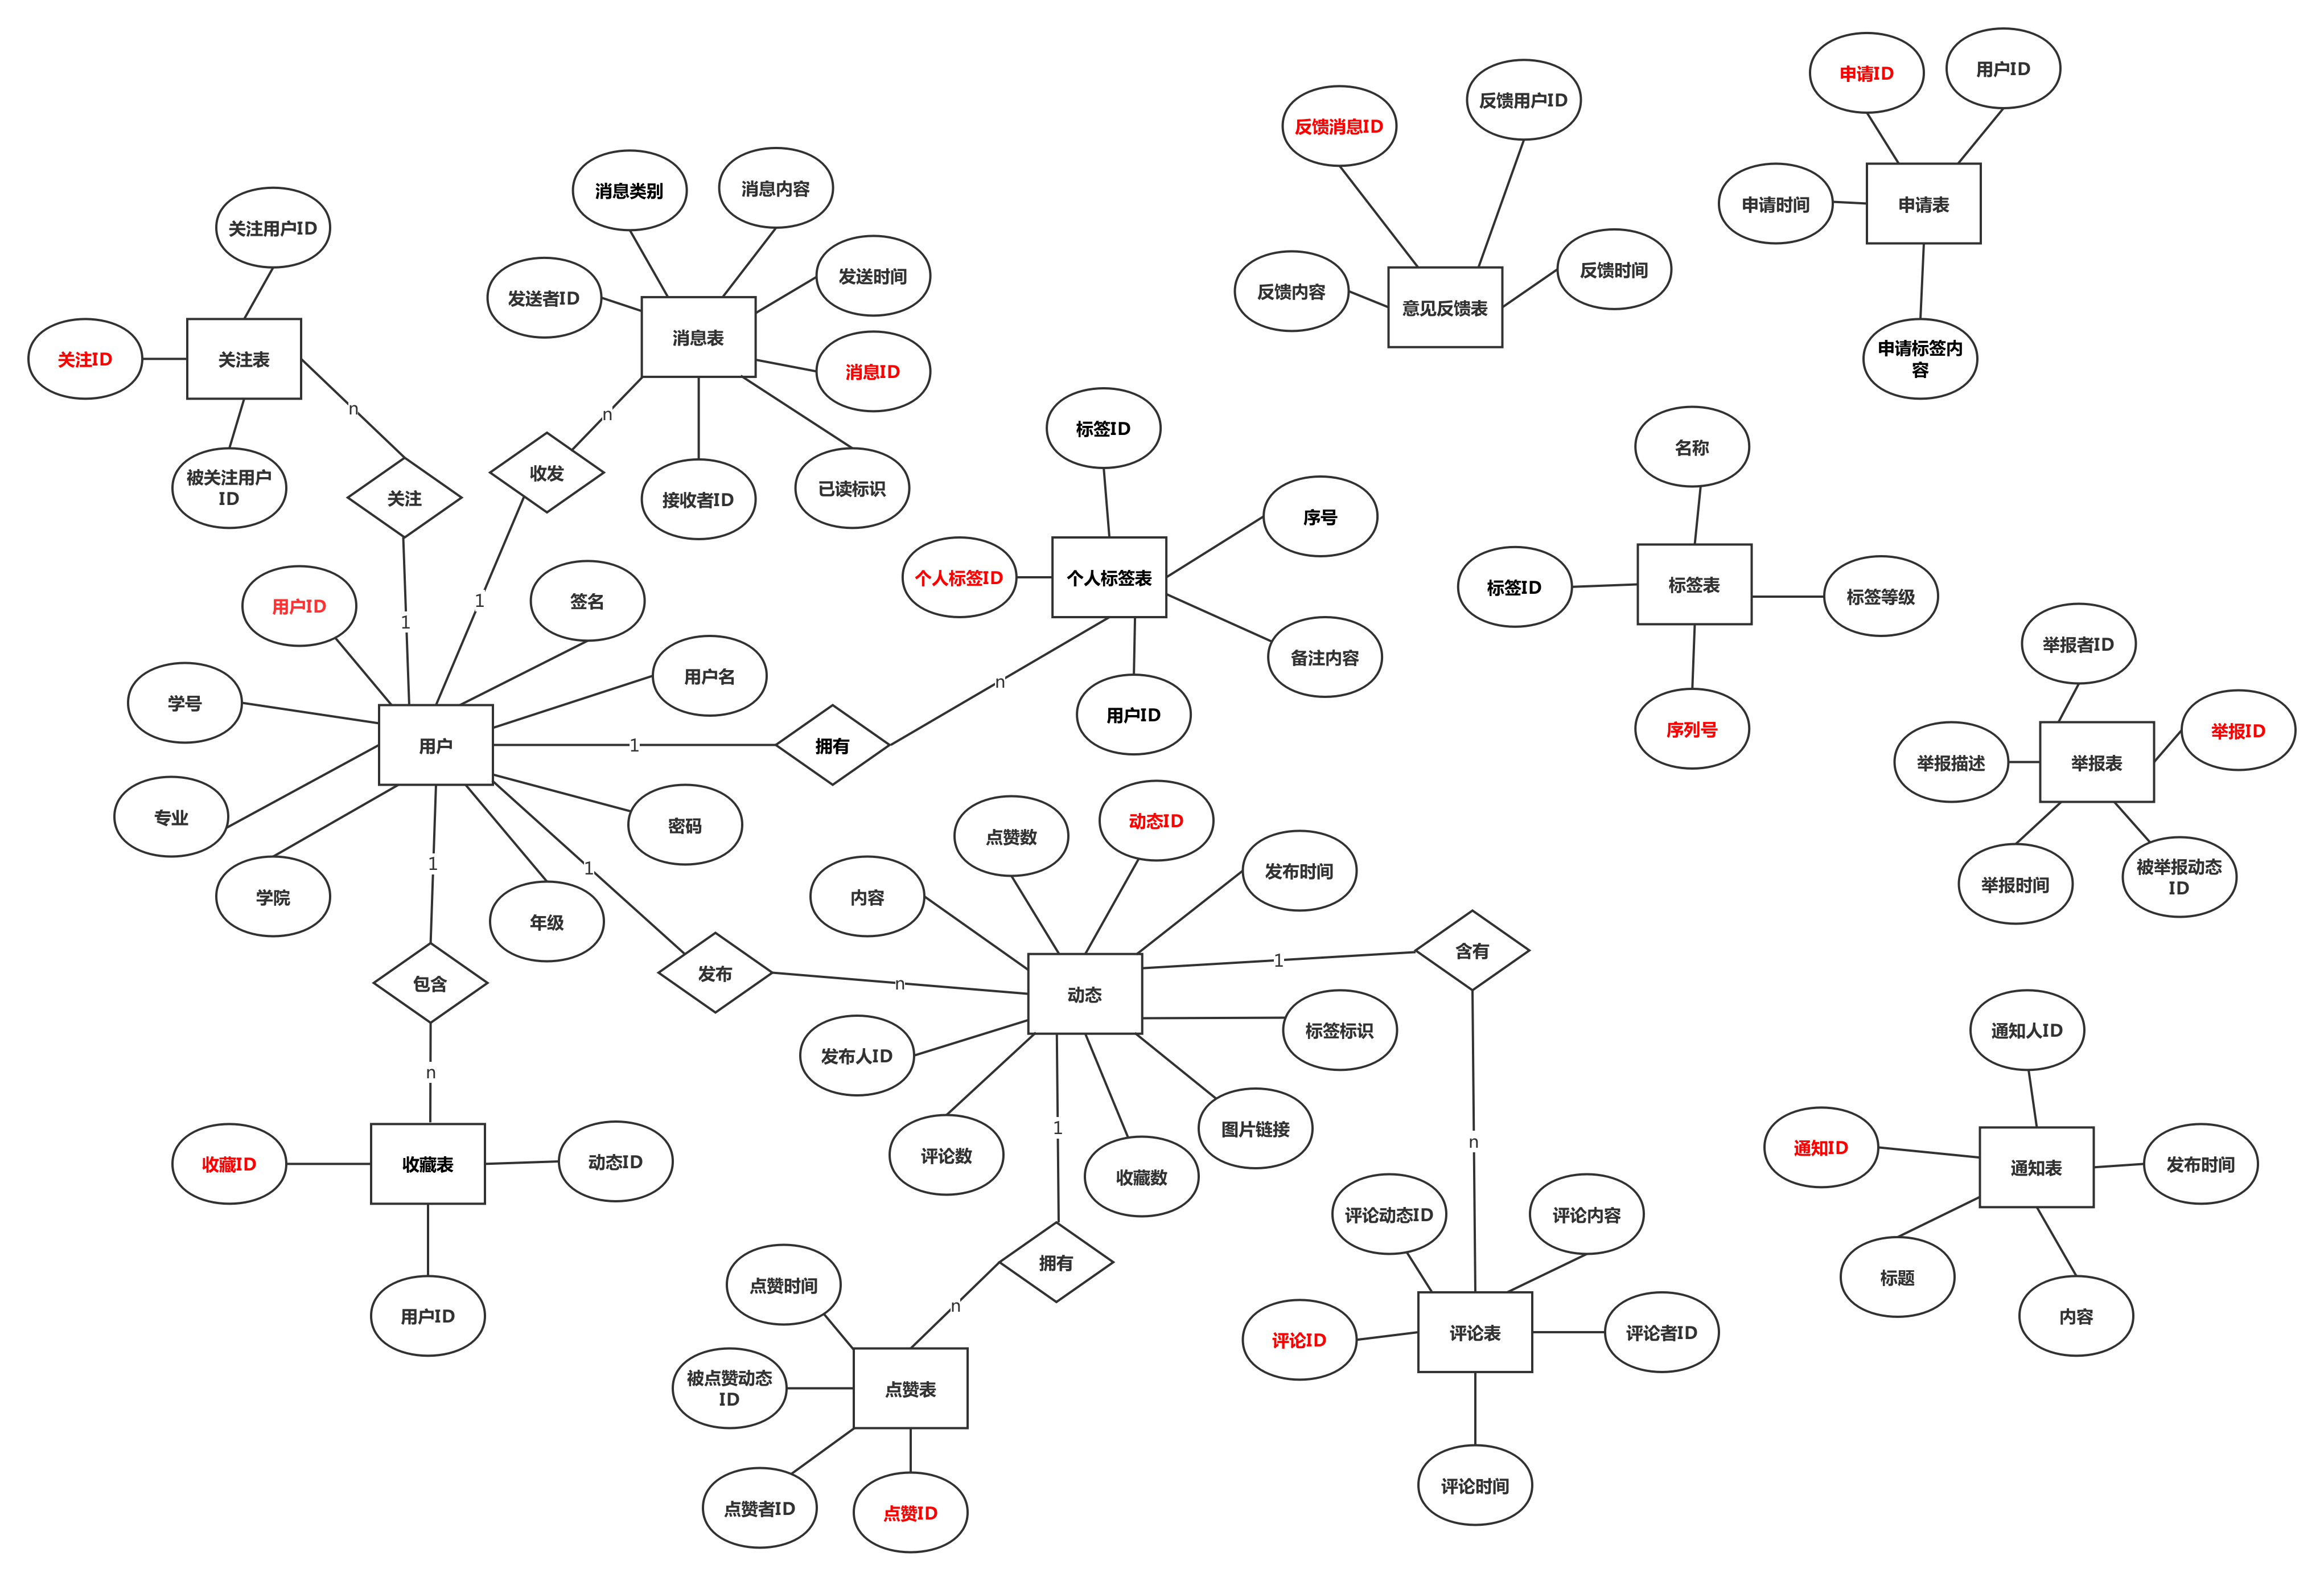 申请ID
用户ID
申请时间
申请表
申请标签内
容
反馈消息ID
反馈用户ID
反馈内容
意见反馈表
反馈时间
消息类别
消息内容
发送者ID
发送时间
消息表
消息ID
接收者ID
已读标识
关注用户ID
关注ID
关注表
被关注用户
ID
n
关注
1
n
收发
1
标签ID
序号
个人标签ID
个人标签表
备注内容
用户ID
n
名称
标签ID
标签表
标签等级
序列号
举报者ID
举报ID
举报描述
举报表
举报时间
被举报动态
ID
用户ID
签名
学号
用户名
用户
1
拥有
专业
密码
学院
年级
1
包含
n
1
发布
n
点赞数
动态ID
内容
发布时间
动态
1
含有
发布人ID
标签标识
评论数
收藏数
图片链接
1
拥有
n
n
收藏ID
收藏表
动态ID
用户ID
点赞时间
被点赞动态
ID
点赞表
点赞者ID
点赞ID
评论动态ID
评论内容
评论ID
评论表
评论者ID
评论时间
通知人ID
通知ID
通知表
发布时间
标题
内容